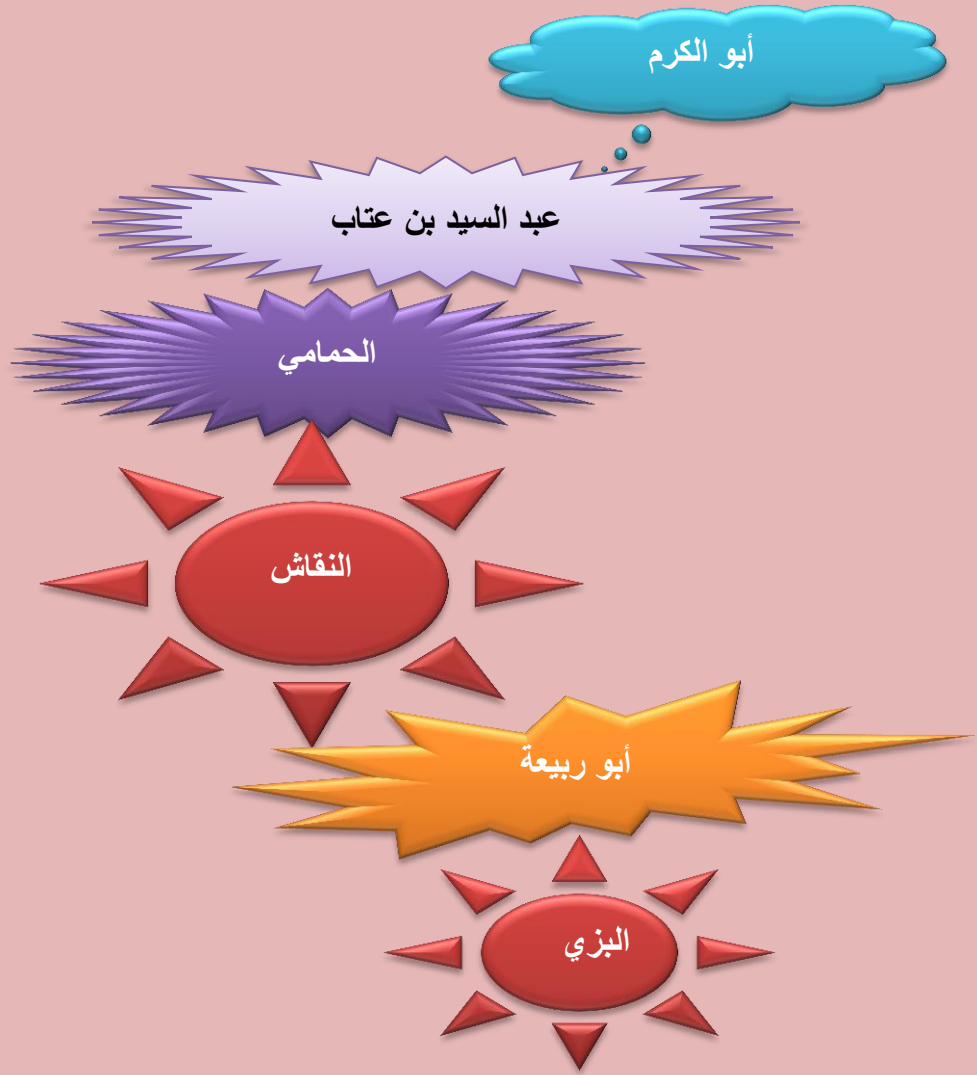 أبو الكرم
عبد السيد بن عتاب
الحمامي
النقاش
أبو ربيعة
البزي